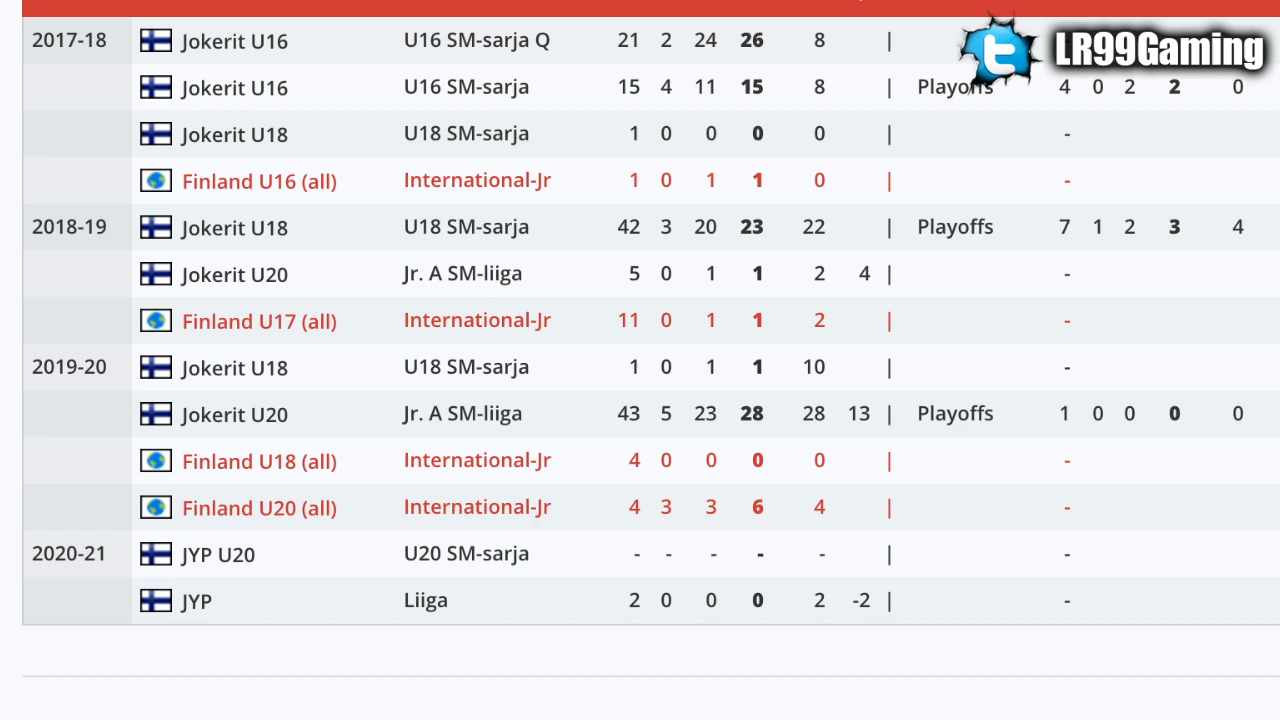 2017-18 Jokerit U16 U16 SM-sarja Q 21 2 24 26 8 |
LR99Gaming
Jokerit U16 U16 SM-sarja 15 4 11 15 8 | Playoffs 4 0 2 2 0
Jokerit U18 U18 SM-sarja 1 0 0 0 0 | -
Finland U16 (all) International-Jr 1 0 1 1 0 | -
2018-19 Jokerit U18 U18 SM-sarja 42 3 20 23 22 | Playoffs 7 1 2 3 4
Jokerit U20 Jr. A SM-liiga 5 0 1 1 2 4 | -
Finland U17 (all) International-Jr 11 0 1 1 2 | -
2019-20 Jokerit U18 U18 SM-sarja 1 0 1 1 10 | -
Jokerit U20 Jr. A SM-liiga 43 5 23 28 28 13 | Playoffs 1 0 0 0 0
Finland U18 (all) International-Jr 4 0 0 0 0 | -
Finland U20 (all) International-Jr 4 3 3 6 4 | -
2020-21 JYP U20 U20 SM-sarja - - - - - | -
JYP Liiga 2 0 0 0 2 -2 | -